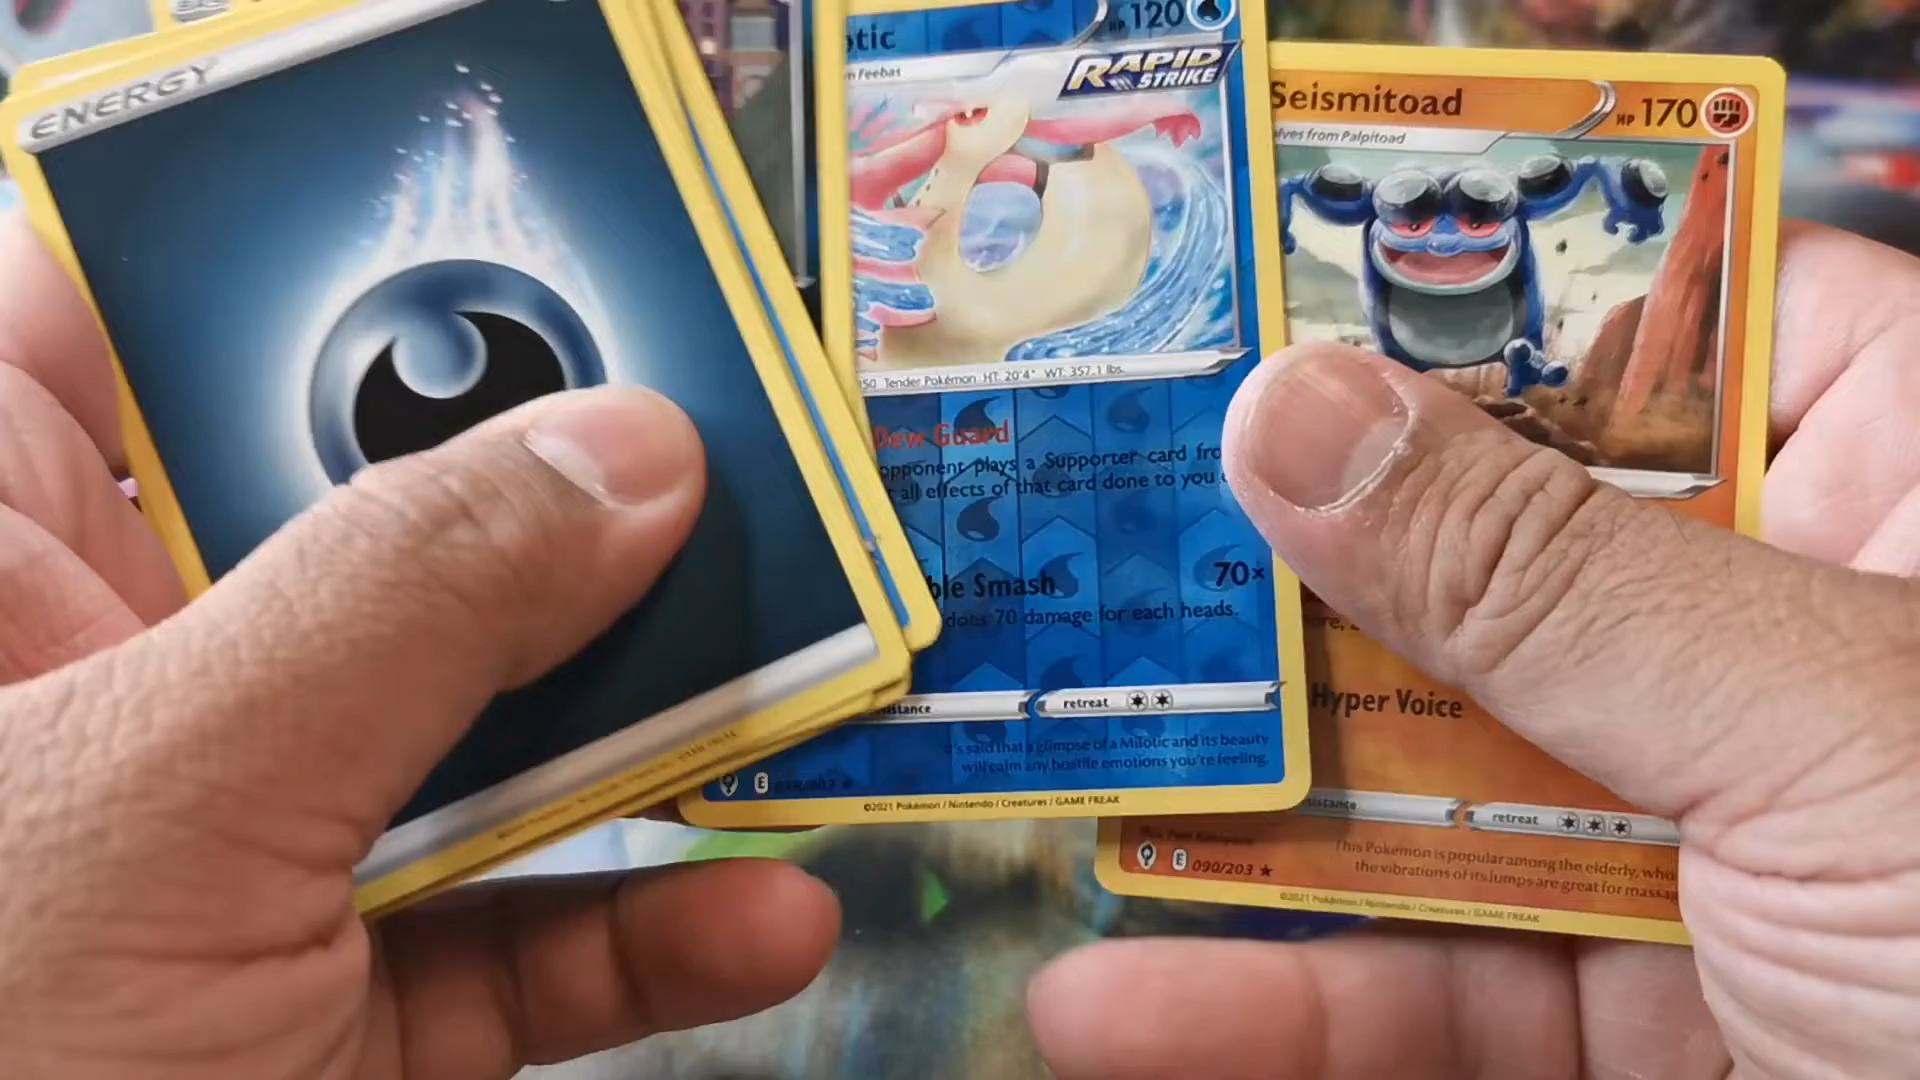 ENERGY
otic
HP 120
m Feebas
RAPID
STRIKE
50 Tender Pokémon HT: 20'4" WT: 357.1 lbs.
Dew Guard
opponent plays a Supporter card fro
t all effects of that card done to you
ble Smash 70×
does 70 damage for each heads.
istance
retreat
It's said that a glimpse of a Milotic and its beauty
will calm any hostile emotions you're feeling.
E
©2021 Pokémon / Nintendo / Creatures / GAME FREAK
Seismitoad
HP 170
lves from Palpitoad
Hyper Voice
sistance
retreat
This Pokémon is popular among the elderly, who
the vibrations of its lumps are great for massag
E 090/203 ★
©2021 Pokémon / Nintendo / Creatures / GAME FREAK